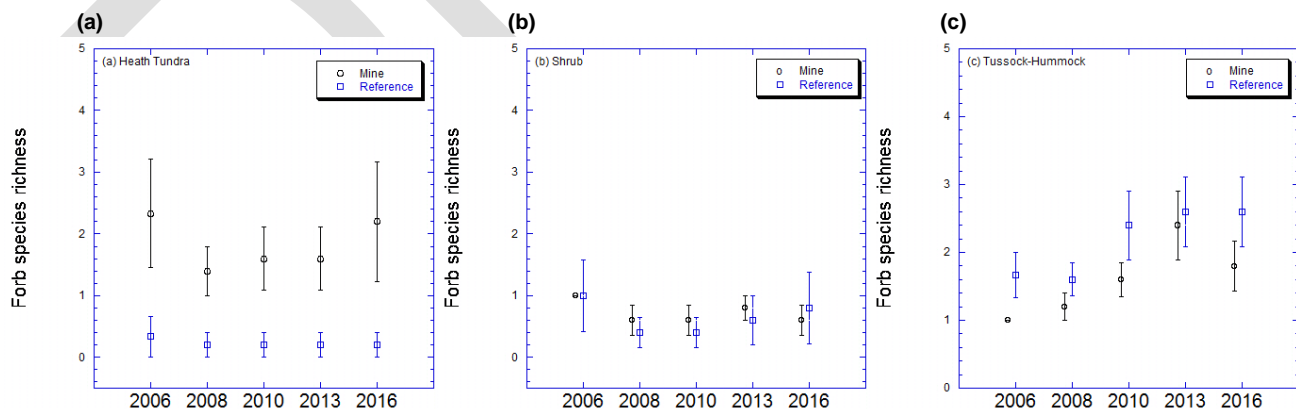 (a)
Forb species richness
(a) Heath Tundra
Mine
Reference
5
4
3
2
1
0
2006 2008 2010 2013 2016
(b)
Forb species richness
(b) Shrub
Mine
Reference
5
4
3
2
1
0
2006 2008 2010 2013 2016
(c)
Forb species richness
(c) Tussock-Hummock
Mine
Reference
5
4
3
2
1
0
2006 2008 2010 2013 2016